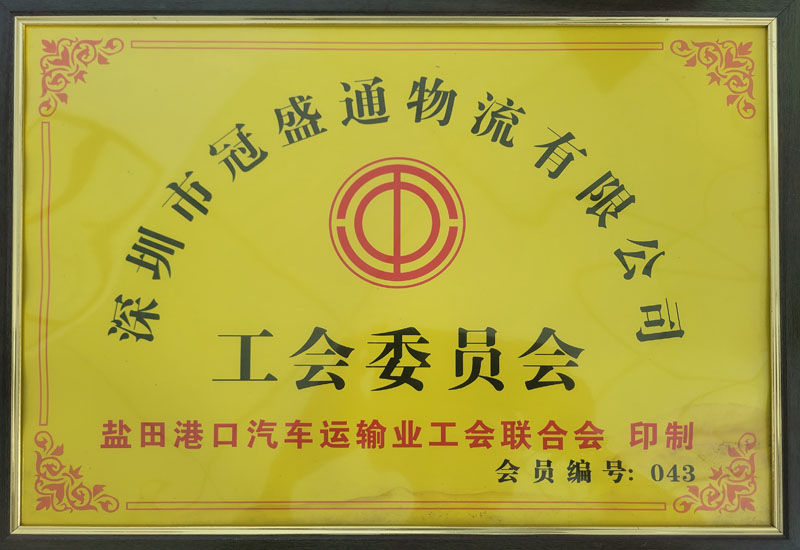 深圳市冠盛通物流有限公司
工会委员会
盐田港口汽车运输业工会联合会 印制
会员编号: 043